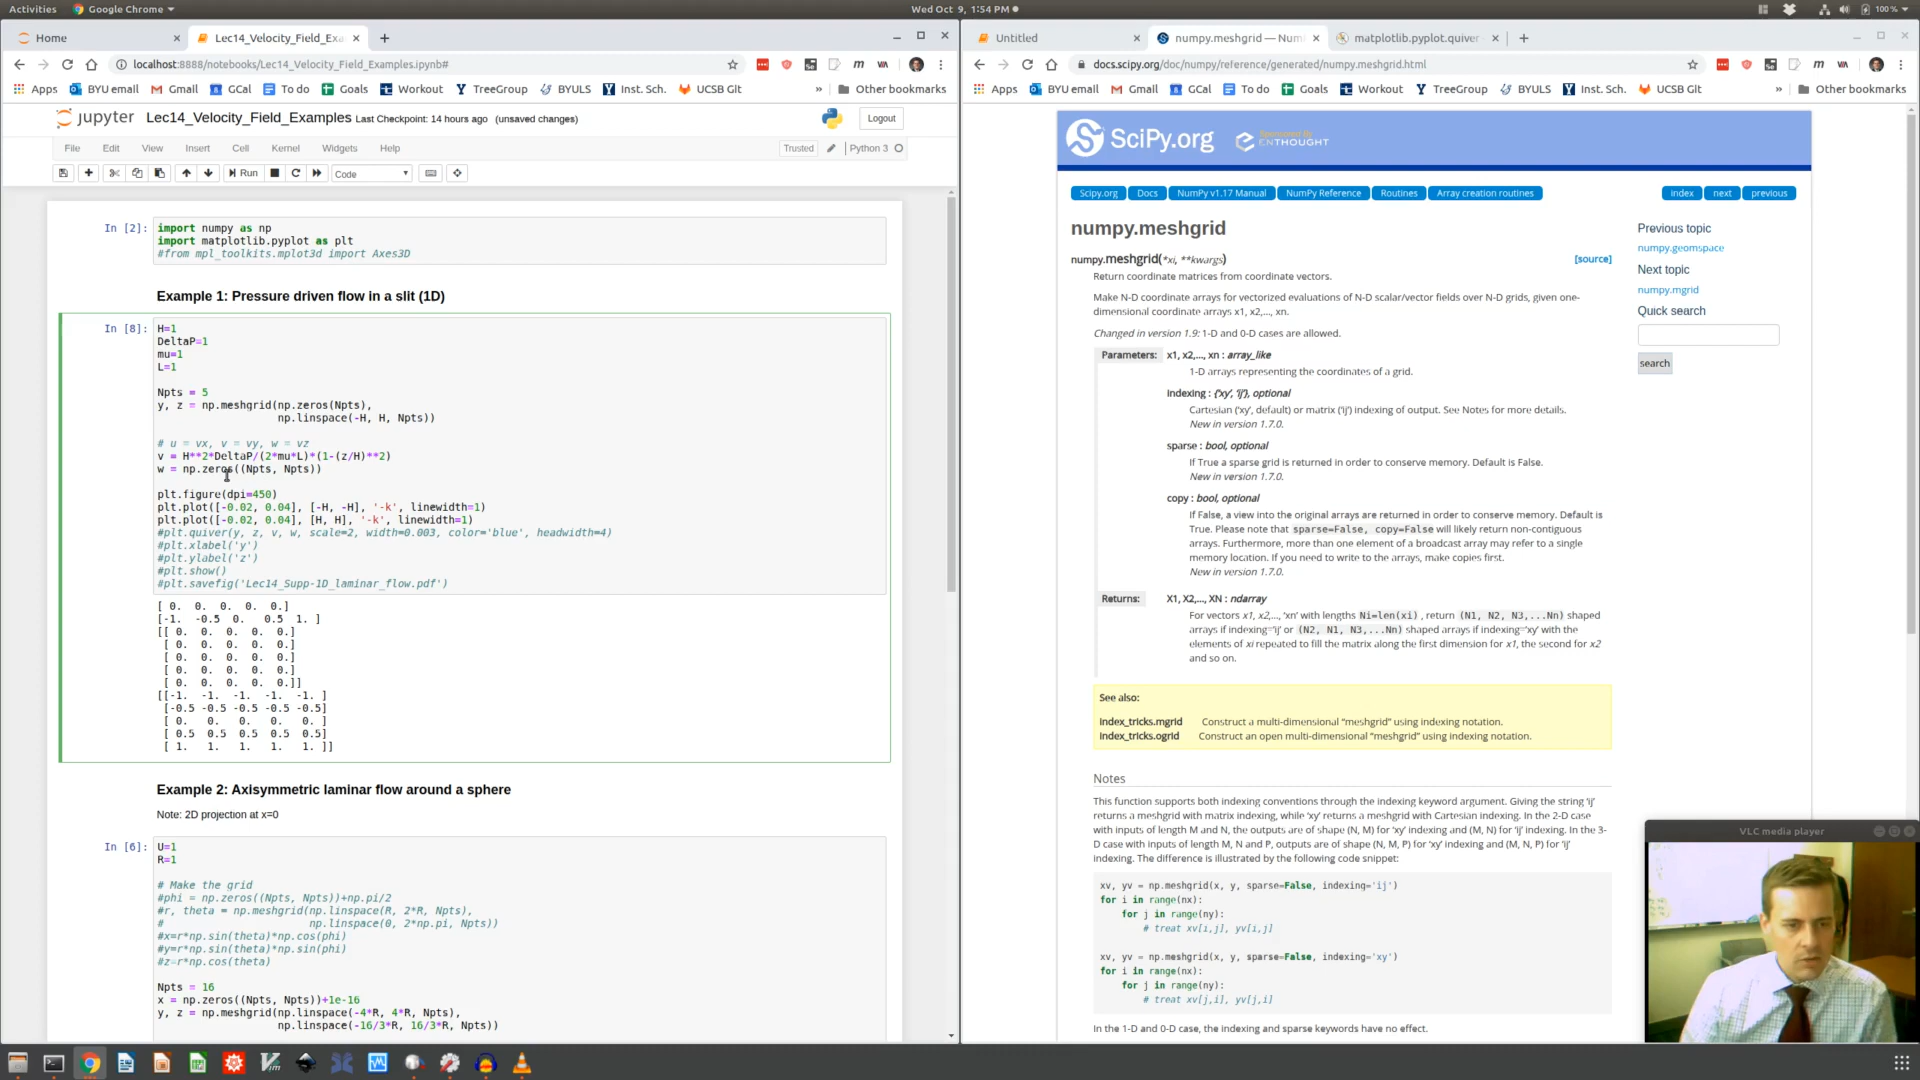 Activities
Google Chrome
Wed Oct 9, 1:54 PM
100 %
Home
Lec14_Velocity_Field_Exa
localhost:8888/notebooks/Lec14_Velocity_Field_Examples.ipynb#
Apps
BYU email
Gmail
GCal
To do
Goals
Workout
TreeGroup
BYULS
Inst. Sch.
UCSB GIt
»
Other bookmarks
jupyter
Lec14_Velocity_Field_Examples
Last Checkpoint: 14 hours ago
(unsaved changes)
Logout
File
Edit
View
Insert
Cell
Kernel
Widgets
Help
Trusted
Python 3
Run
Code
In [2]:
import numpy as np
import matplotlib.pyplot as plt
#from mpl_toolkits.mplot3d import Axes3D
Example 1: Pressure driven flow in a slit (1D)
In [8]:
H=1
DeltaP=1
mu=1
L=1
Npts = 5
y, z = np.meshgrid(np.zeros(Npts),
np.linspace(-H, H, Npts))
# u = vx, v = vy, w = vz
v = H**2*DeltaP/(2*mu*L)*(1-(z/H)**2)
w = np.zeros((Npts, Npts))
plt.figure(dpi=450)
plt.plot([-0.02, 0.04], [-H, -H], '-k', linewidth=1)
plt.plot([-0.02, 0.04], [H, H], '-k', linewidth=1)
#plt.quiver(y, z, v, w, scale=2, width=0.003, color='blue', headwidth=4)
#plt.xlabel('y')
#plt.ylabel('z')
#plt.show()
#plt.savefig('Lec14_Supp-1D_laminar_flow.pdf')
[ 0. 0. 0. 0. 0.]
[-1. -0.5 0. 0.5 1. ]
[[ 0. 0. 0. 0. 0.]
[ 0. 0. 0. 0. 0.]
[ 0. 0. 0. 0. 0.]
[ 0. 0. 0. 0. 0.]
[ 0. 0. 0. 0. 0.]]
[[-1. -1. -1. -1. -1. ]
[-0.5 -0.5 -0.5 -0.5 -0.5]
[ 0. 0. 0. 0. 0. ]
[ 0.5 0.5 0.5 0.5 0.5]
[ 1. 1. 1. 1. 1. ]]
Example 2: Axisymmetric laminar flow around a sphere
Note: 2D projection at x=0
In [6]:
U=1
R=1
# Make the grid
#phi = np.zeros((Npts, Npts))+np.pi/2
#r, theta = np.meshgrid(np.linspace(R, 2*R, Npts),
# np.linspace(0, 2*np.pi, Npts))
#x=r*np.sin(theta)*np.cos(phi)
#y=r*np.sin(theta)*np.sin(phi)
#z=r*np.cos(theta)
Npts = 16
x = np.zeros((Npts, Npts))+1e-16
y, z = np.meshgrid(np.linspace(-4*R, 4*R, Npts),
np.linspace(-16/3*R, 16/3*R, Npts))
Untitled
numpy.meshgrid — Num
matplotlib.pyplot.quiver
docs.scipy.org/doc/numpy/reference/generated/numpy.meshgrid.html
Apps
BYU email
Gmail
GCal
To do
Goals
Workout
TreeGroup
BYULS
Inst. Sch.
UCSB GIt
»
Other bookmarks
SciPy.org
Sponsored By
ENTHOUGHT
Scipy.org
Docs
NumPy v1.17 Manual
NumPy Reference
Routines
Array creation routines
index
next
previous
numpy.meshgrid
numpy.meshgrid(*xi, **kwargs)
[source]
Return coordinate matrices from coordinate vectors.
Make N-D coordinate arrays for vectorized evaluations of N-D scalar/vector fields over N-D grids, given one-
dimensional coordinate arrays x1, x2,..., xn.
Changed in version 1.9: 1-D and 0-D cases are allowed.
Parameters:
x1, x2,..., xn : array_like
1-D arrays representing the coordinates of a grid.
indexing : {'xy', 'ij'}, optional
Cartesian ('xy', default) or matrix ('ij') indexing of output. See Notes for more details.
New in version 1.7.0.
sparse : bool, optional
If True a sparse grid is returned in order to conserve memory. Default is False.
New in version 1.7.0.
copy : bool, optional
If False, a view into the original arrays are returned in order to conserve memory. Default is
True. Please note that sparse=False, copy=False will likely return non-contiguous
arrays. Furthermore, more than one element of a broadcast array may refer to a single
memory location. If you need to write to the arrays, make copies first.
New in version 1.7.0.
Returns:
X1, X2,..., XN : ndarray
For vectors x1, x2,..., 'xn' with lengths Ni=len(xi) , return (N1, N2, N3,...Nn) shaped
arrays if indexing='ij' or (N2, N1, N3,...Nn) shaped arrays if indexing='xy' with the
elements of xi repeated to fill the matrix along the first dimension for x1, the second for x2
and so on.
See also:
index_tricks.mgrid
Construct a multi-dimensional "meshgrid" using indexing notation.
index_tricks.ogrid
Construct an open multi-dimensional "meshgrid" using indexing notation.
Notes
This function supports both indexing conventions through the indexing keyword argument. Giving the string 'ij'
returns a meshgrid with matrix indexing, while 'xy' returns a meshgrid with Cartesian indexing. In the 2-D case
with inputs of length M and N, the outputs are of shape (N, M) for 'xy' indexing and (M, N) for 'ij' indexing. In the 3-
D case with inputs of length M, N and P, outputs are of shape (N, M, P) for 'xy' indexing and (M, N, P) for 'ij'
indexing. The difference is illustrated by the following code snippet:
xv, yv = np.meshgrid(x, y, sparse=False, indexing='ij')
for i in range(nx):
for j in range(ny):
# treat xv[i,j], yv[i,j]
xv, yv = np.meshgrid(x, y, sparse=False, indexing='xy')
for i in range(nx):
for j in range(ny):
# treat xv[j,i], yv[j,i]
In the 1-D and 0-D case, the indexing and sparse keywords have no effect.
Previous topic
numpy.geomspace
Next topic
numpy.mgrid
Quick search
search
VLC media player